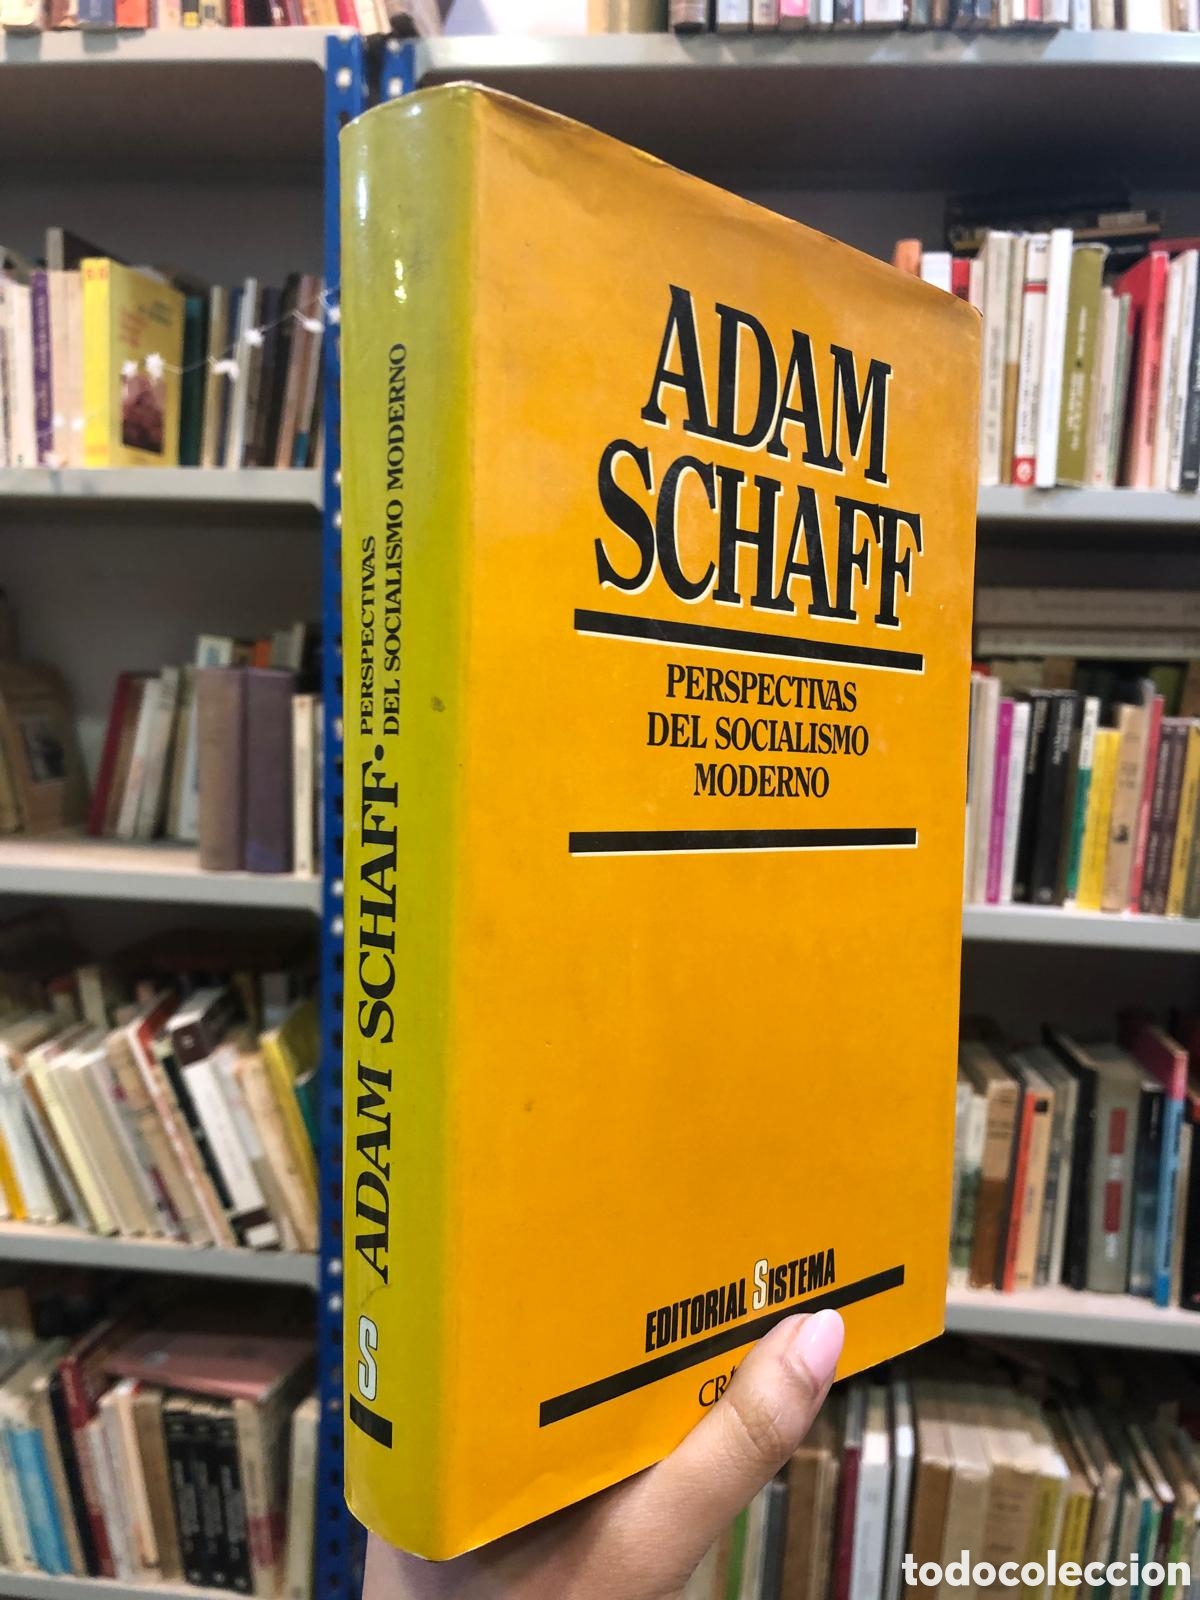 ADAM
SCHAFF
PERSPECTIVAS
DEL SOCIALISMO
MODERNO
EDITORIAL SISTEMA
S ADAM SCHAFF • PERSPECTIVAS
DEL SOCIALISMO MODERNO
todocoleccion